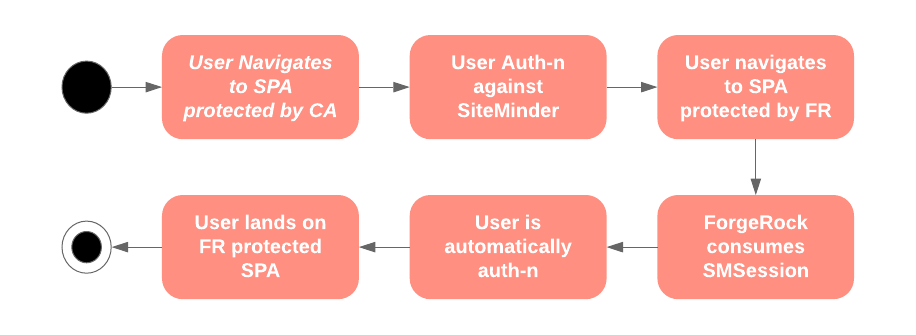 User Navigates
to SPA
protected by CA
User Auth-n
against
SiteMinder
User navigates
to SPA
protected by FR
ForgeRock
consumes
SMSession
User is
automatically
auth-n
User lands on
FR protected
SPA